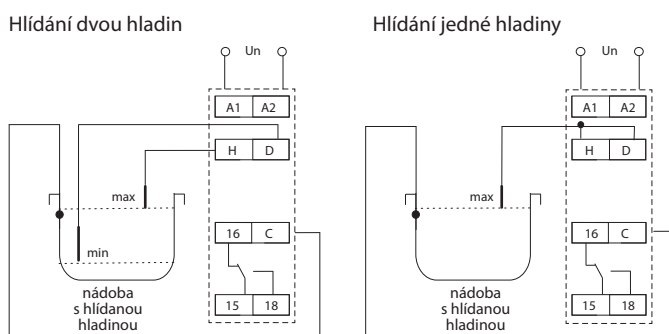 Hlídání dvou hladin
Un
A1 A2
H D
max
min
16 C
nádoba
s hlídanou
hladinou
15 18
Hlídání jedné hladiny
Un
A1 A2
H D
max
16 C
nádoba
s hlídanou
hladinou
15 18